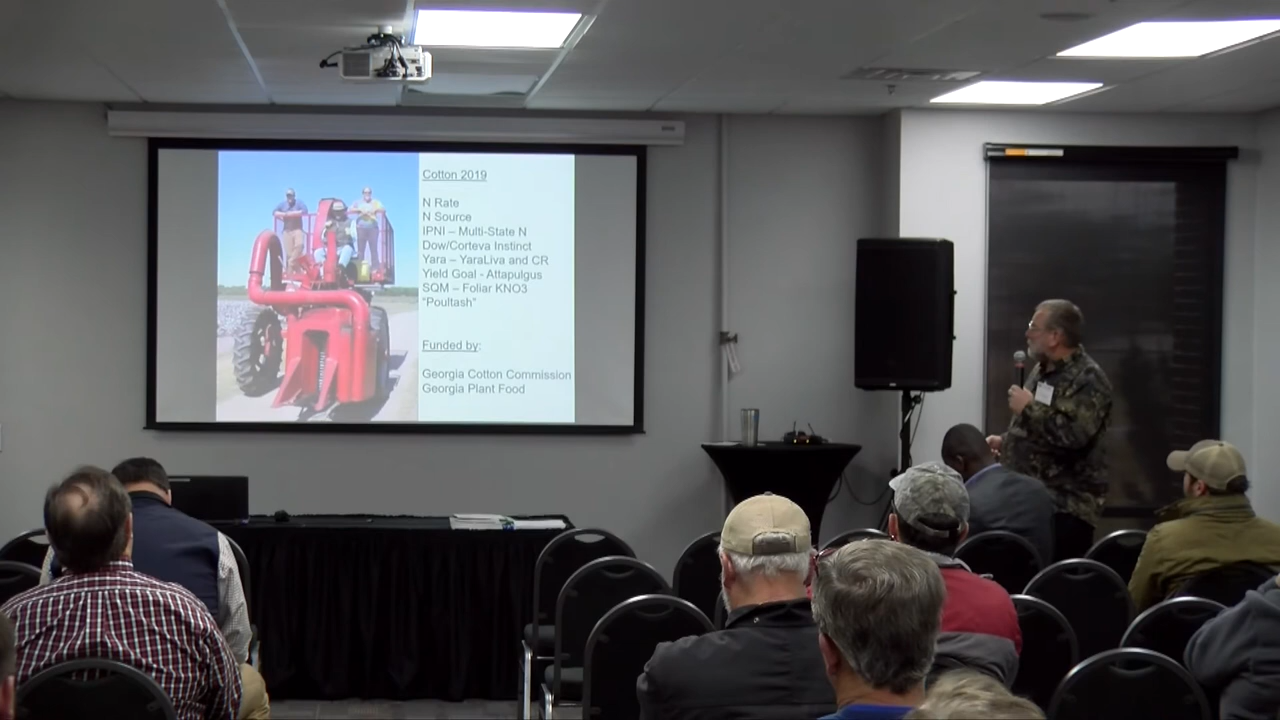 Cotton 2019
N Rate
N Source
IPNI – Multi-State N
Dow/Corteva Instinct
Yara – YaraLiva and CR
Yield Goal - Attapulgus
SQM – Foliar KNO3
"Poultash"
Funded by:
Georgia Cotton Commission
Georgia Plant Food